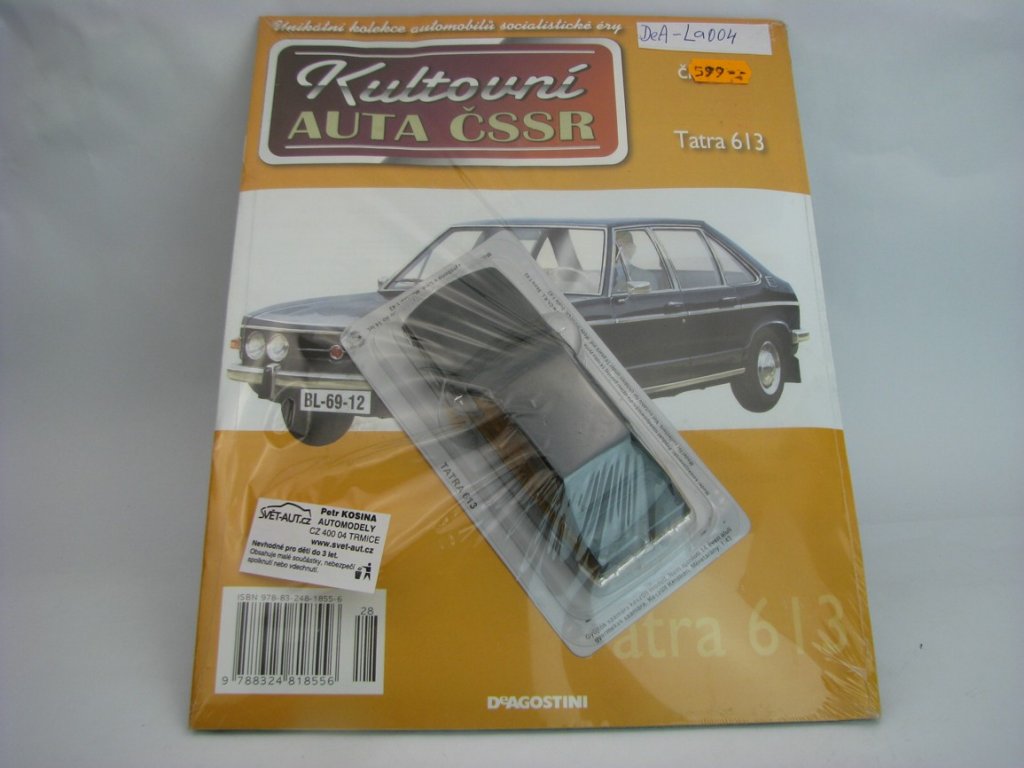 Unikátní kolekce automobilů socialistické éry
DeA-La004
Kultovní
AUTA ČSSR
599--
Tatra 613
BL-69-12
TATRA 613
SVĚT-AUT.CZ
Petr KOSINA
AUTOMODELY
CZ 400 04 TRMICE
www.svet-aut.cz
Nevhodné pro děti do 3 let.
Obsahuje malé součástky, nebezpečí
spolknutí nebo vdechnutí.
ISBN 978-83-248-1855-6
28
9 788324 818556
Tatra 613
DeAGOSTINI